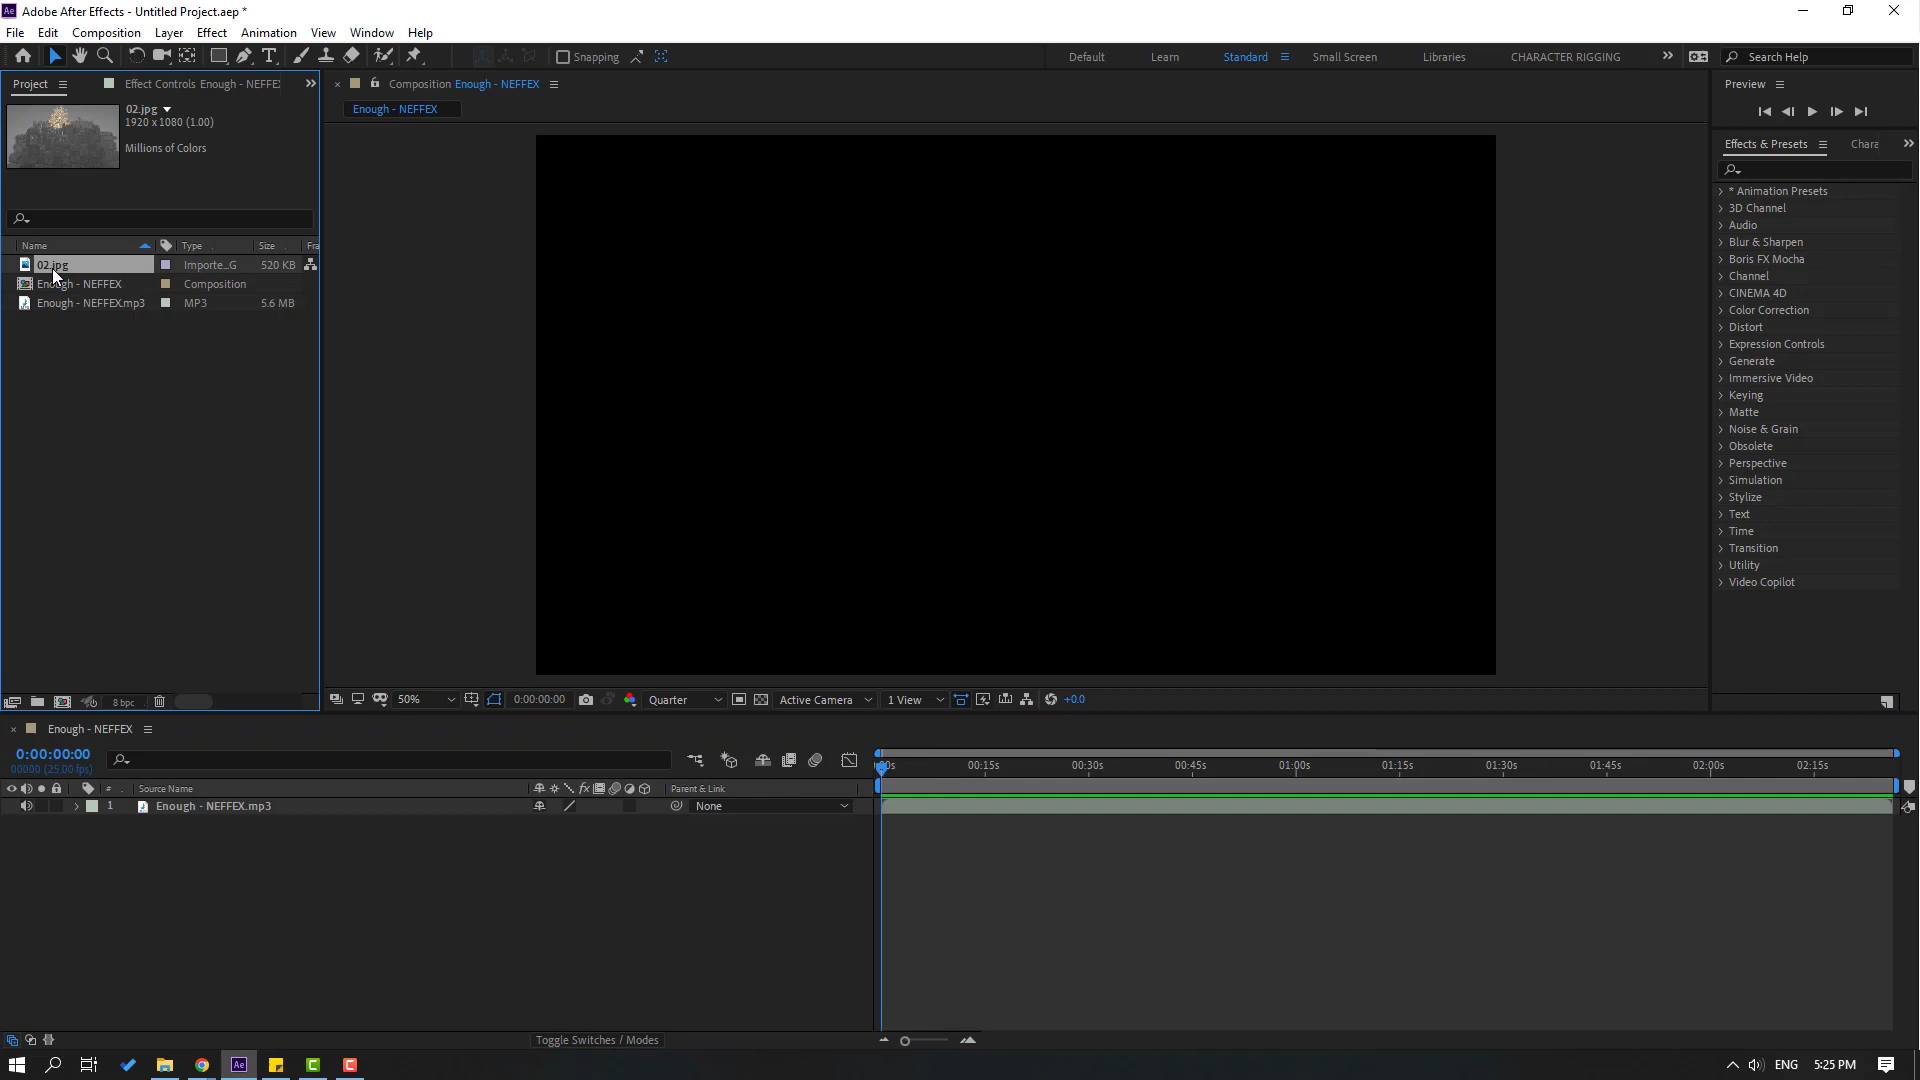 Adobe After Effects - Untitled Project.aep *
File Edit Composition Layer Effect Animation View Window Help
Snapping Default Learn Standard Small Screen Libraries CHARACTER RIGGING Search Help
Project Effect Controls Enough - NEFFE
Composition Enough - NEFFEX
Enough - NEFFEX
02.jpg
1920 x 1080 (1.00)
Millions of Colors
Name Type Size Fra
02.jpg Importe...G 520 KB
Enough - NEFFEX Composition
Enough - NEFFEX.mp3 MP3 5.6 MB
8 bpc
50% 0:00:00:00 Quarter Active Camera 1 View +0.0
Preview
Effects & Presets Chara
* Animation Presets
3D Channel
Audio
Blur & Sharpen
Boris FX Mocha
Channel
CINEMA 4D
Color Correction
Distort
Expression Controls
Generate
Immersive Video
Keying
Matte
Noise & Grain
Obsolete
Perspective
Simulation
Stylize
Text
Time
Transition
Utility
Video Copilot
Enough - NEFFEX
0:00:00:00
00000 (25.00 fps)
00s 00:15s 00:30s 00:45s 01:00s 01:15s 01:30s 01:45s 02:00s 02:15s
# Source Name fx Parent & Link
1 Enough - NEFFEX.mp3 None
Toggle Switches / Modes
Ae ENG 5:25 PM